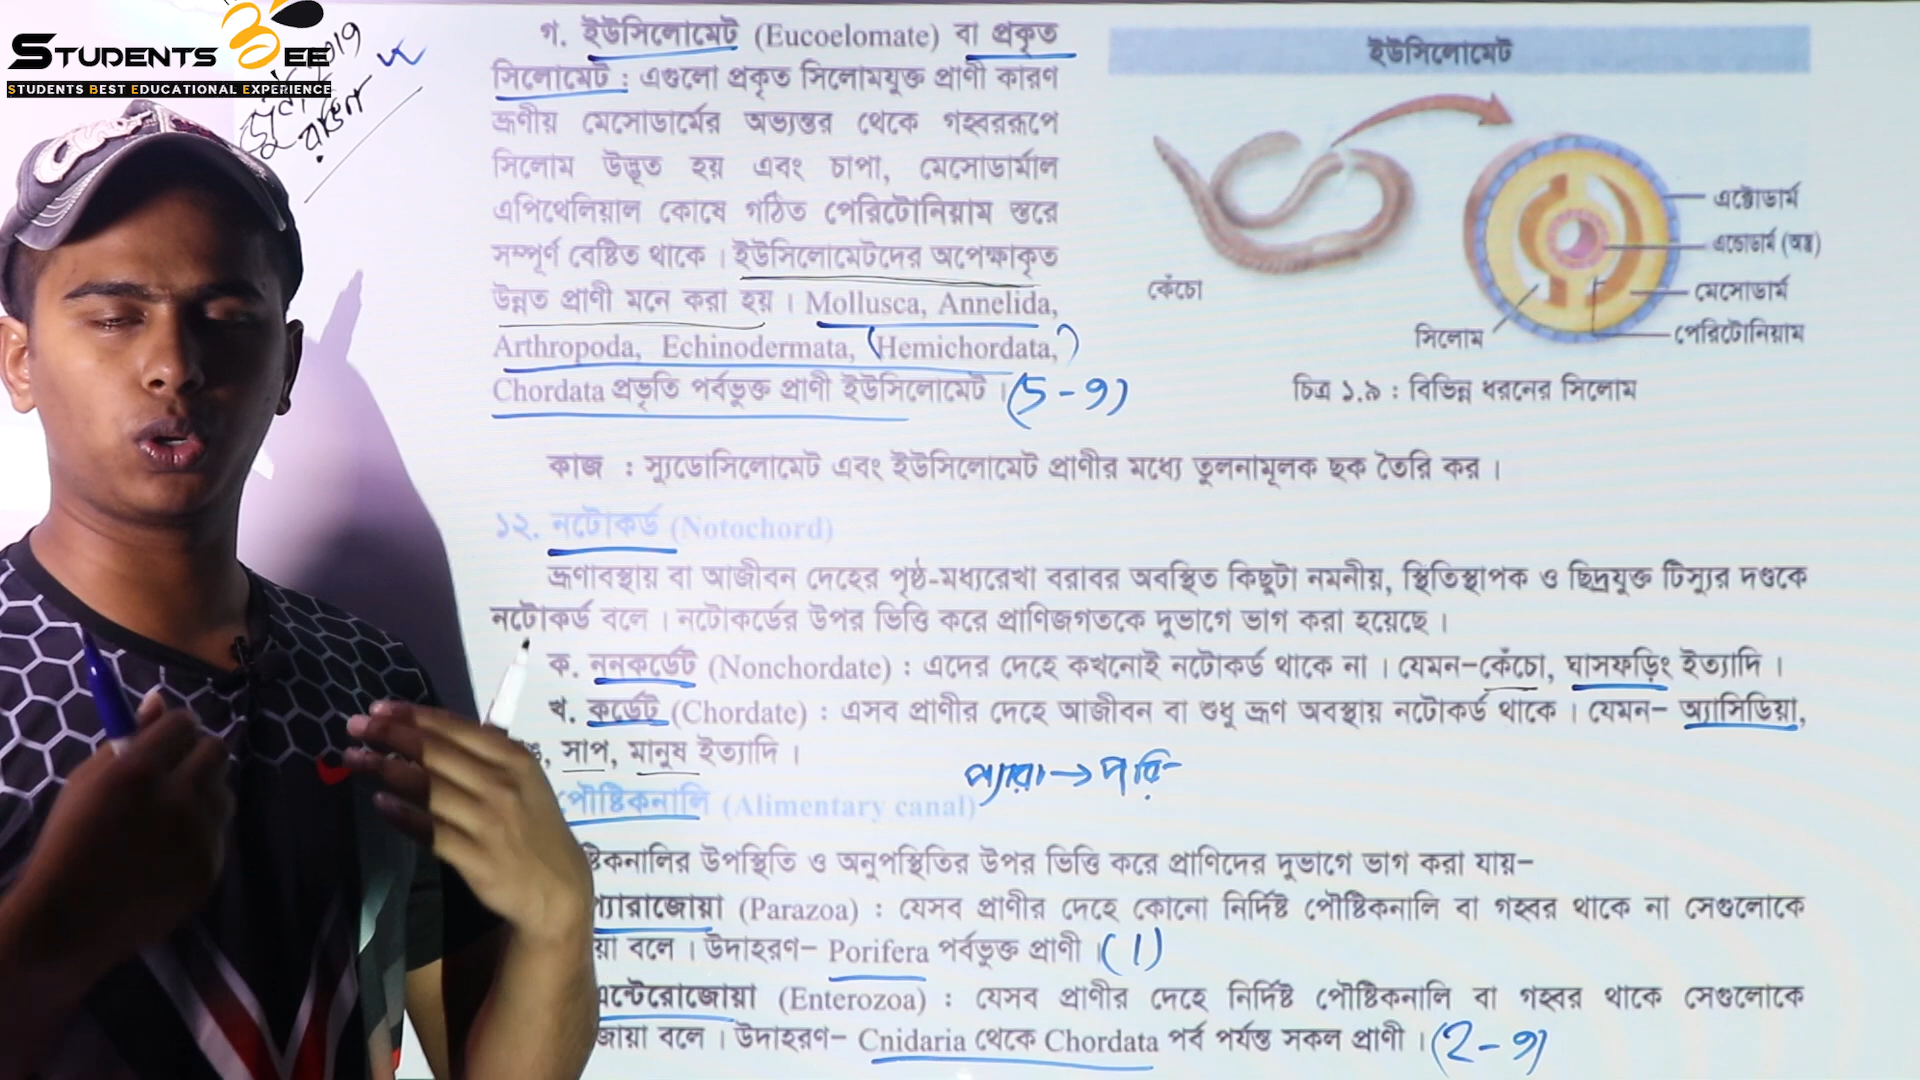 STUDENTS BEE
STUDENTS BEST EDUCATIONAL EXPERIENCE
গ. ইউসিলোমেট (Eucoelomate) বা প্রকৃত
সিলোমেট : এগুলো প্রকৃত সিলোমযুক্ত প্রাণী কারণ
ভ্রূণীয় মেসোডার্মের অভ্যন্তর থেকে গহ্বররূপে
সিলোম উদ্ভূত হয় এবং চাপা, মেসোডার্মাল
এপিথেলিয়াল কোষে গঠিত পেরিটোনিয়াম স্তরে
সম্পূর্ণ বেষ্টিত থাকে । ইউসিলোমেটদের অপেক্ষাকৃত
উন্নত প্রাণী মনে করা হয় । Mollusca, Annelida,
Arthropoda, Echinodermata, (Hemichordata,)
Chordata প্রভৃতি পর্বভুক্ত প্রাণী ইউসিলোমেট । (5-9)
ইউসিলোমেট
এক্টোডার্ম
এন্ডোডার্ম (অন্ত্র)
মেসোডার্ম
পেরিটোনিয়াম
সিলোম
কেঁচো
চিত্র ১.৯ : বিভিন্ন ধরনের সিলোম
কাজ : স্যুডোসিলোমেট এবং ইউসিলোমেট প্রাণীর মধ্যে তুলনামূলক ছক তৈরি কর ।
১২. নটোকর্ড (Notochord)
ভ্রূণাবস্থায় বা আজীবন দেহের পৃষ্ঠ-মধ্যরেখা বরাবর অবস্থিত কিছুটা নমনীয়, স্থিতিস্থাপক ও ছিদ্রযুক্ত টিস্যুর দণ্ডকে
নটোকর্ড বলে । নটোকর্ডের উপর ভিত্তি করে প্রাণিজগতকে দুভাগে ভাগ করা হয়েছে ।
ক. ননকর্ডেট (Nonchordate) : এদের দেহে কখনোই নটোকর্ড থাকে না । যেমন-কেঁচো, ঘাসফড়িং ইত্যাদি ।
খ. কর্ডেট (Chordate) : এসব প্রাণীর দেহে আজীবন বা শুধু ভ্রূণ অবস্থায় নটোকর্ড থাকে । যেমন- অ্যাসিডিয়া,
, সাপ, মানুষ ইত্যাদি ।
প্যারা → পরি-
পৌষ্টিকনালি (Alimentary canal)
ষ্টিকনালির উপস্থিতি ও অনুপস্থিতির উপর ভিত্তি করে প্রাণিদের দুভাগে ভাগ করা যায়-
প্যারাজোয়া (Parazoa) : যেসব প্রাণীর দেহে কোনো নির্দিষ্ট পৌষ্টিকনালি বা গহ্বর থাকে না সেগুলোকে
য়া বলে । উদাহরণ- Porifera পর্বভুক্ত প্রাণী । (1)
এন্টেরোজোয়া (Enterozoa) : যেসব প্রাণীর দেহে নির্দিষ্ট পৌষ্টিকনালি বা গহ্বর থাকে সেগুলোকে
জোয়া বলে । উদাহরণ- Cnidaria থেকে Chordata পর্ব পর্যন্ত সকল প্রাণী । (2-9)